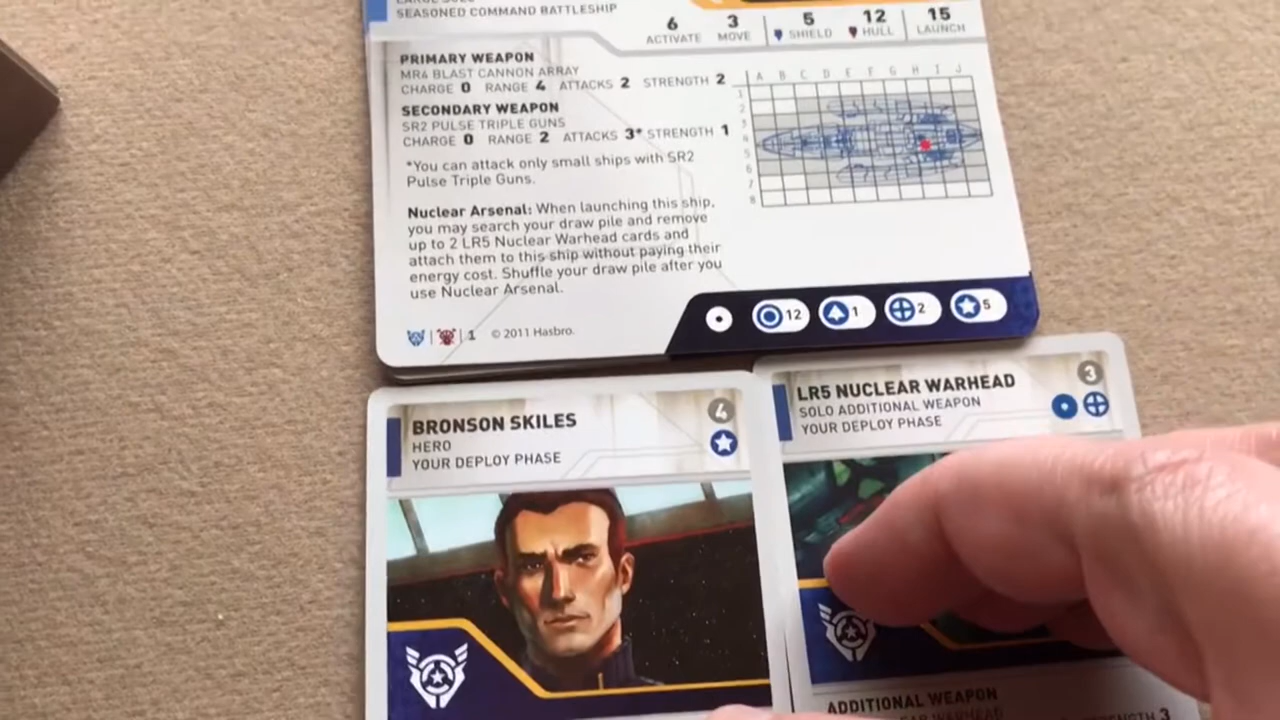 SEASONED COMMAND BATTLESHIP
6 ACTIVATE
3 MOVE
5 SHIELD
12 HULL
15 LAUNCH
PRIMARY WEAPON
MR4 BLAST CANNON ARRAY
CHARGE 0 RANGE 4 ATTACKS 2 STRENGTH 2
SECONDARY WEAPON
SR2 PULSE TRIPLE GUNS
CHARGE 0 RANGE 2 ATTACKS 3* STRENGTH 1
*You can attack only small ships with SR2
Pulse Triple Guns.
Nuclear Arsenal: When launching this ship,
you may search your draw pile and remove
up to 2 LR5 Nuclear Warhead cards and
attach them to this ship without paying their
energy cost. Shuffle your draw pile after you
use Nuclear Arsenal.
A B C D E F G H I J
1
2
3
4
5
6
7
8
| | 1 © 2011 Hasbro.
12 1 2 5
BRONSON SKILES
4
HERO
YOUR DEPLOY PHASE
LR5 NUCLEAR WARHEAD
3
SOLO ADDITIONAL WEAPON
YOUR DEPLOY PHASE
ADDITIONAL WEAPON
WARHEAD
3